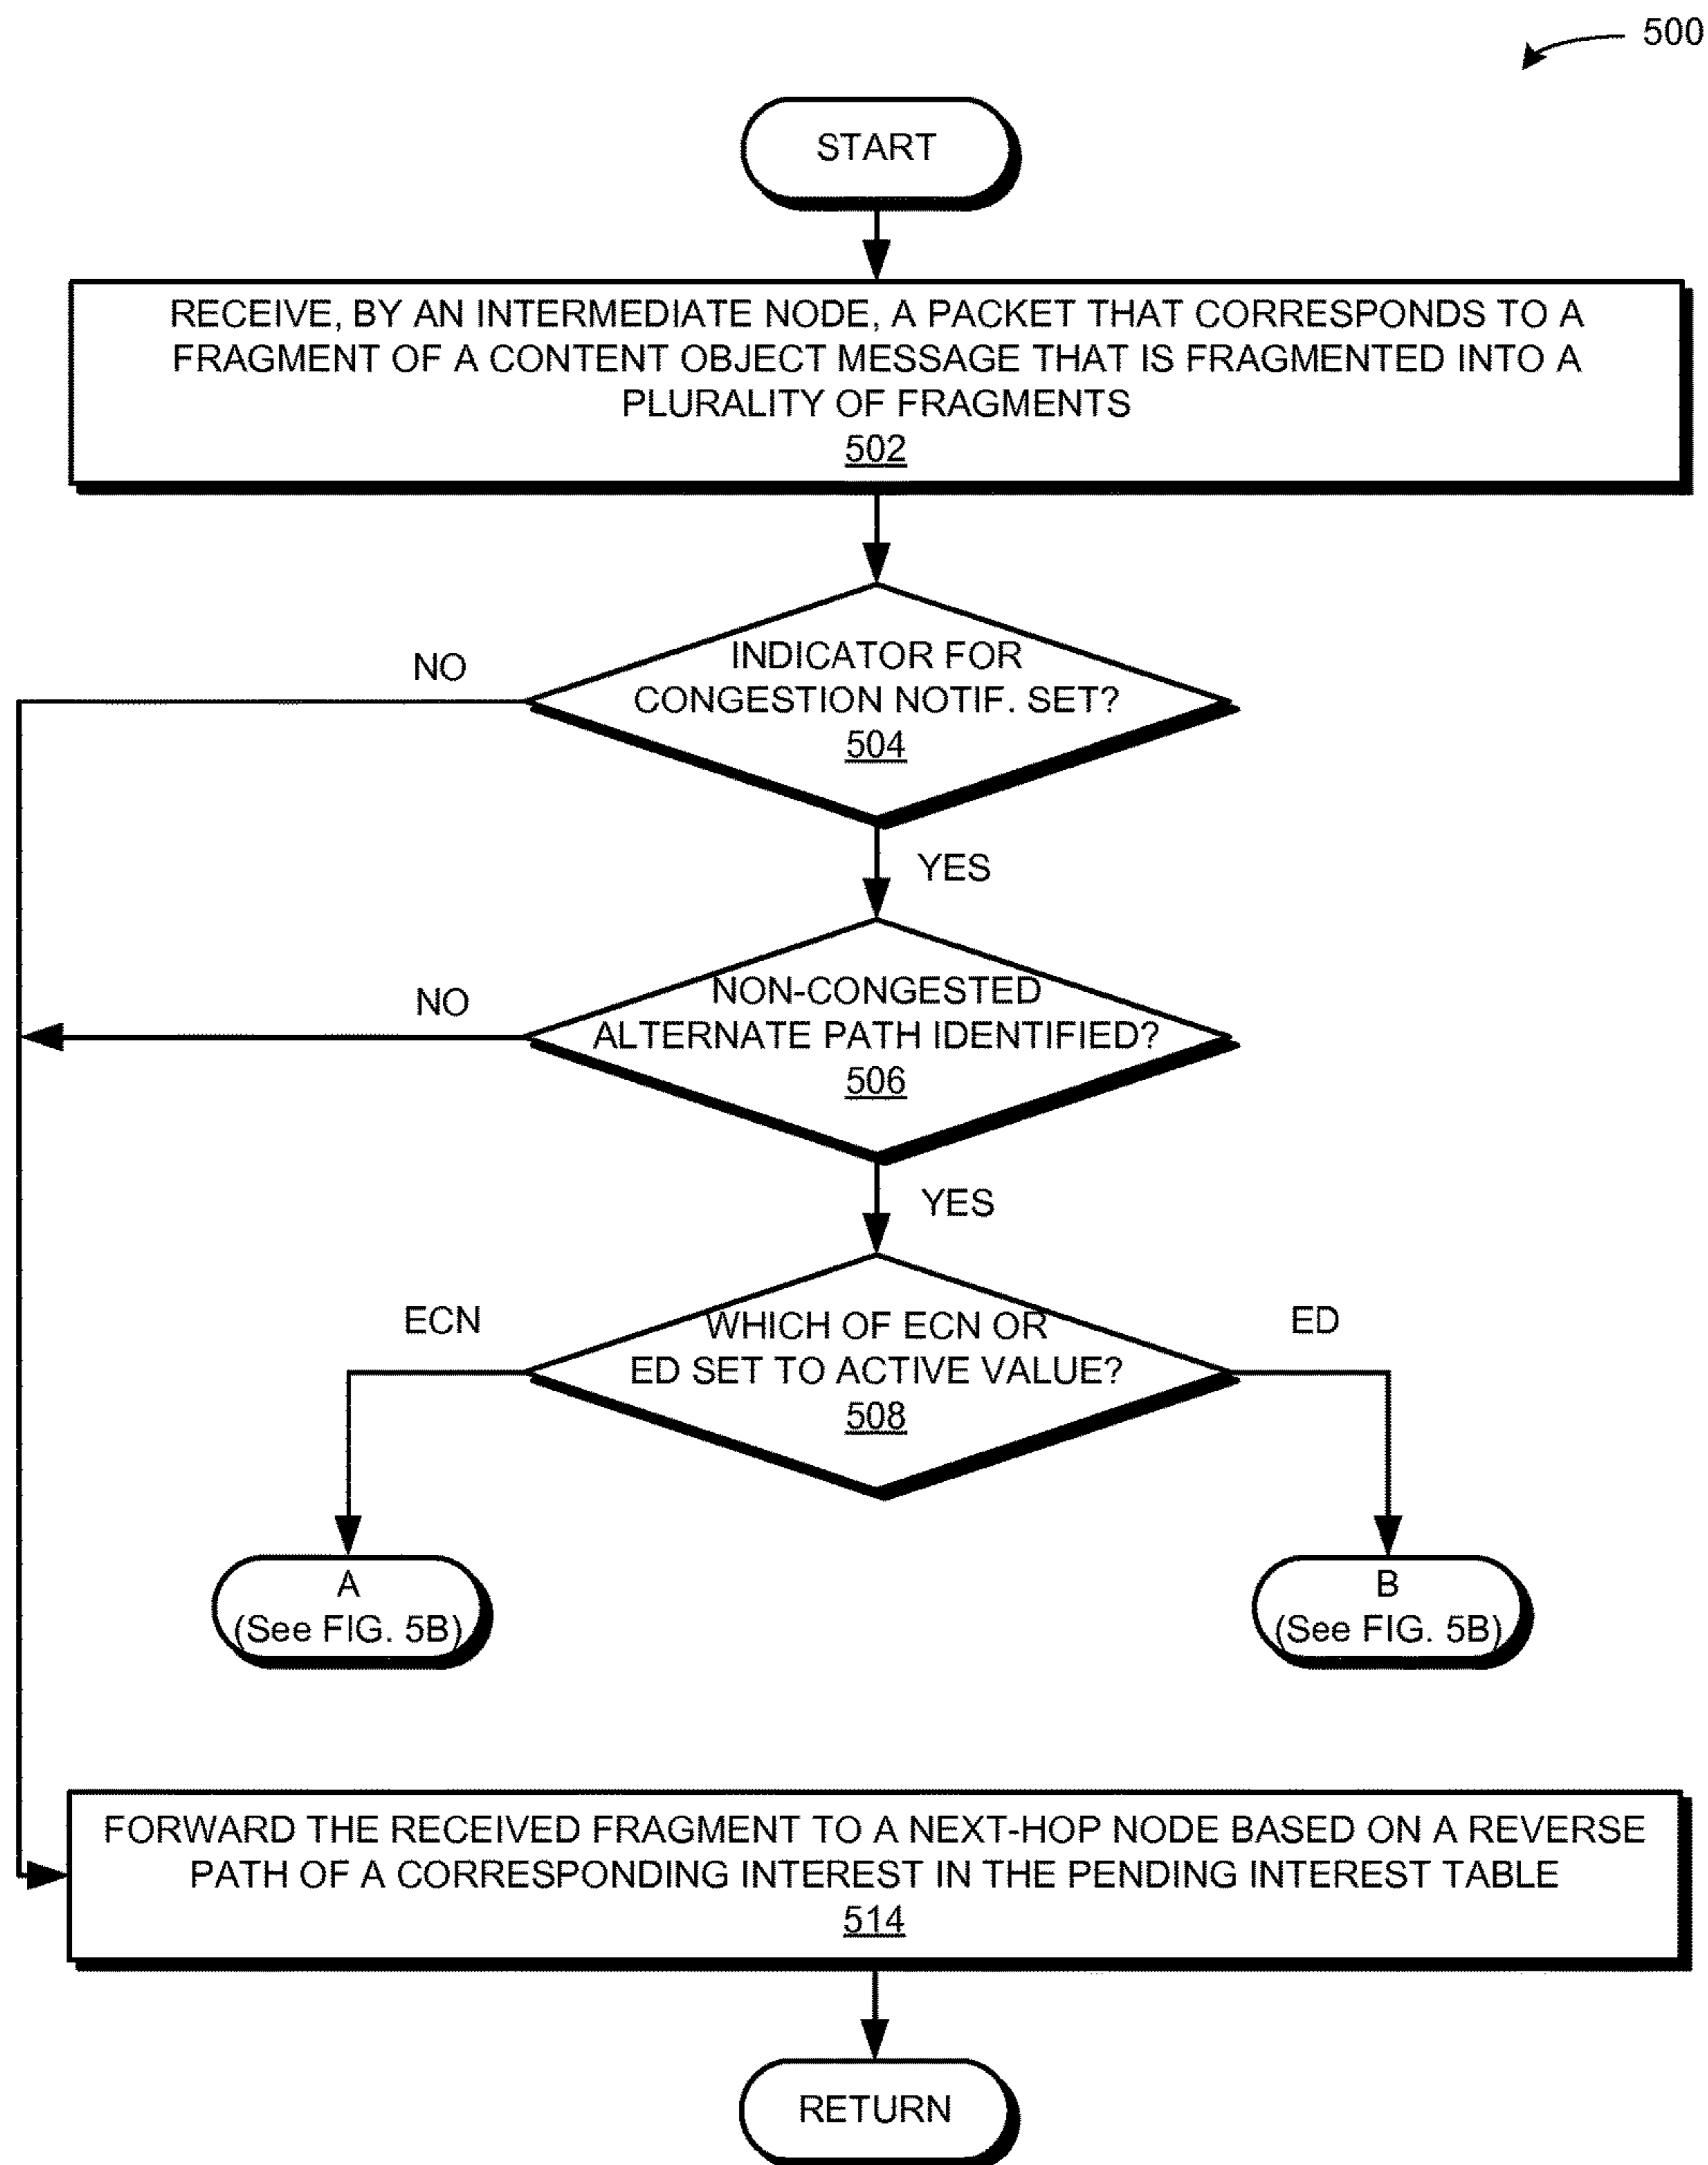 500
START
RECEIVE, BY AN INTERMEDIATE NODE, A PACKET THAT CORRESPONDS TO A
FRAGMENT OF A CONTENT OBJECT MESSAGE THAT IS FRAGMENTED INTO A
PLURALITY OF FRAGMENTS
502
NO
INDICATOR FOR
CONGESTION NOTIF. SET?
504
YES
NO
NON-CONGESTED
ALTERNATE PATH IDENTIFIED?
506
YES
ECN
WHICH OF ECN OR
ED SET TO ACTIVE VALUE?
508
ED
A
(See FIG. 5B)
B
(See FIG. 5B)
FORWARD THE RECEIVED FRAGMENT TO A NEXT-HOP NODE BASED ON A REVERSE
PATH OF A CORRESPONDING INTEREST IN THE PENDING INTEREST TABLE
514
RETURN